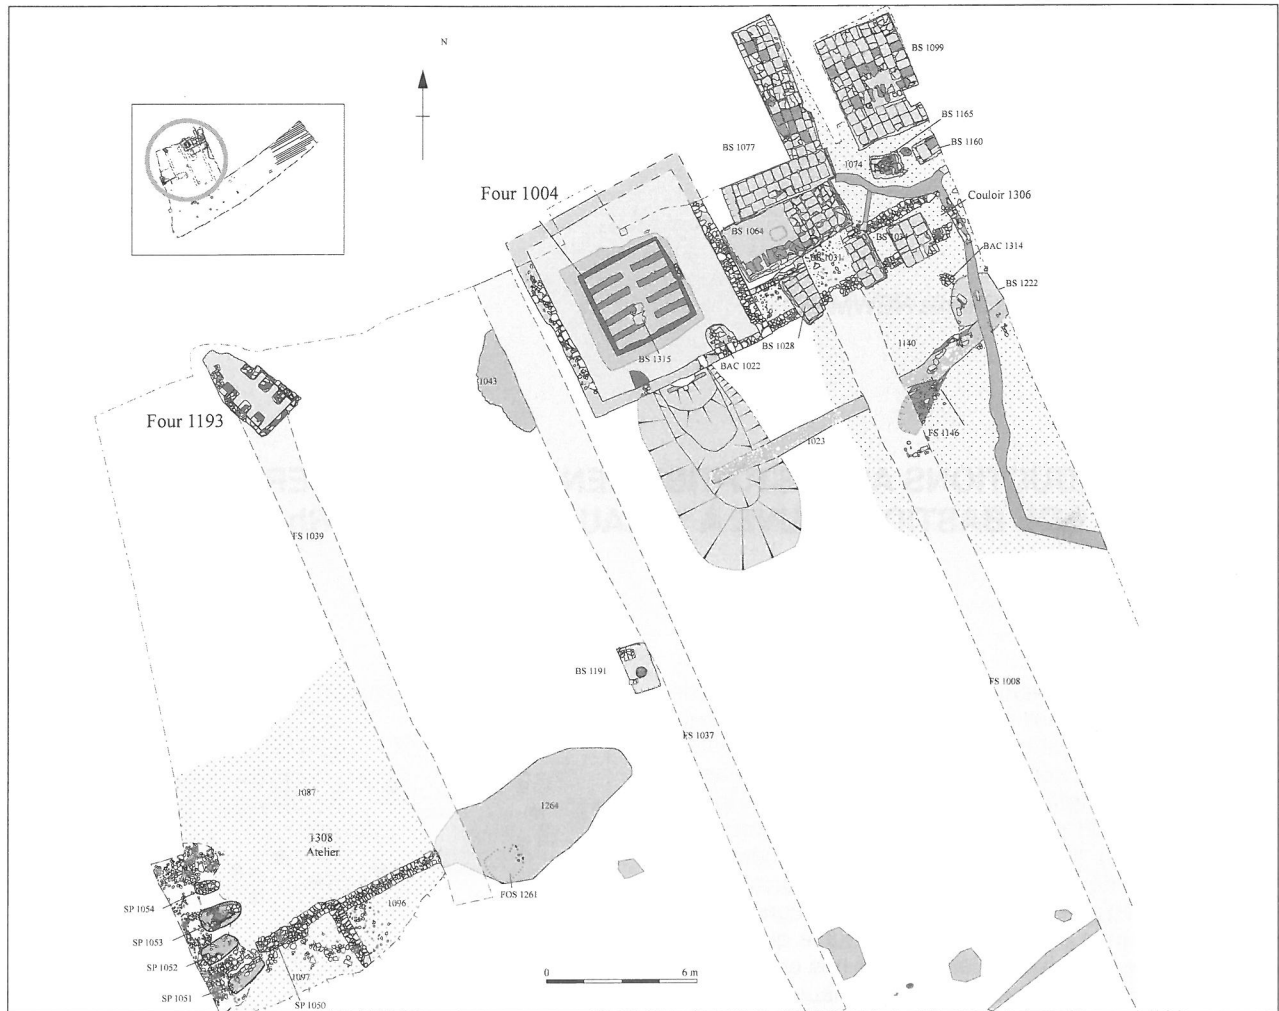 N
BS 1099
BS 1165
BS 1077
BS 1160
1074
Four 1004
Couloir 1306
BS 1064
BS 1031
BAC 1314
BS 1222
BS 1028
1140
BS 1315
BAC 1022
1043
Four 1193
FS 1146
1023
FS 1039
BS 1191
FS 1008
FS 1037
1087
1264
1308
Atelier
FOS 1261
SP 1054
1096
SP 1053
SP 1052
1097
SP 1051
SP 1050
0 6 m